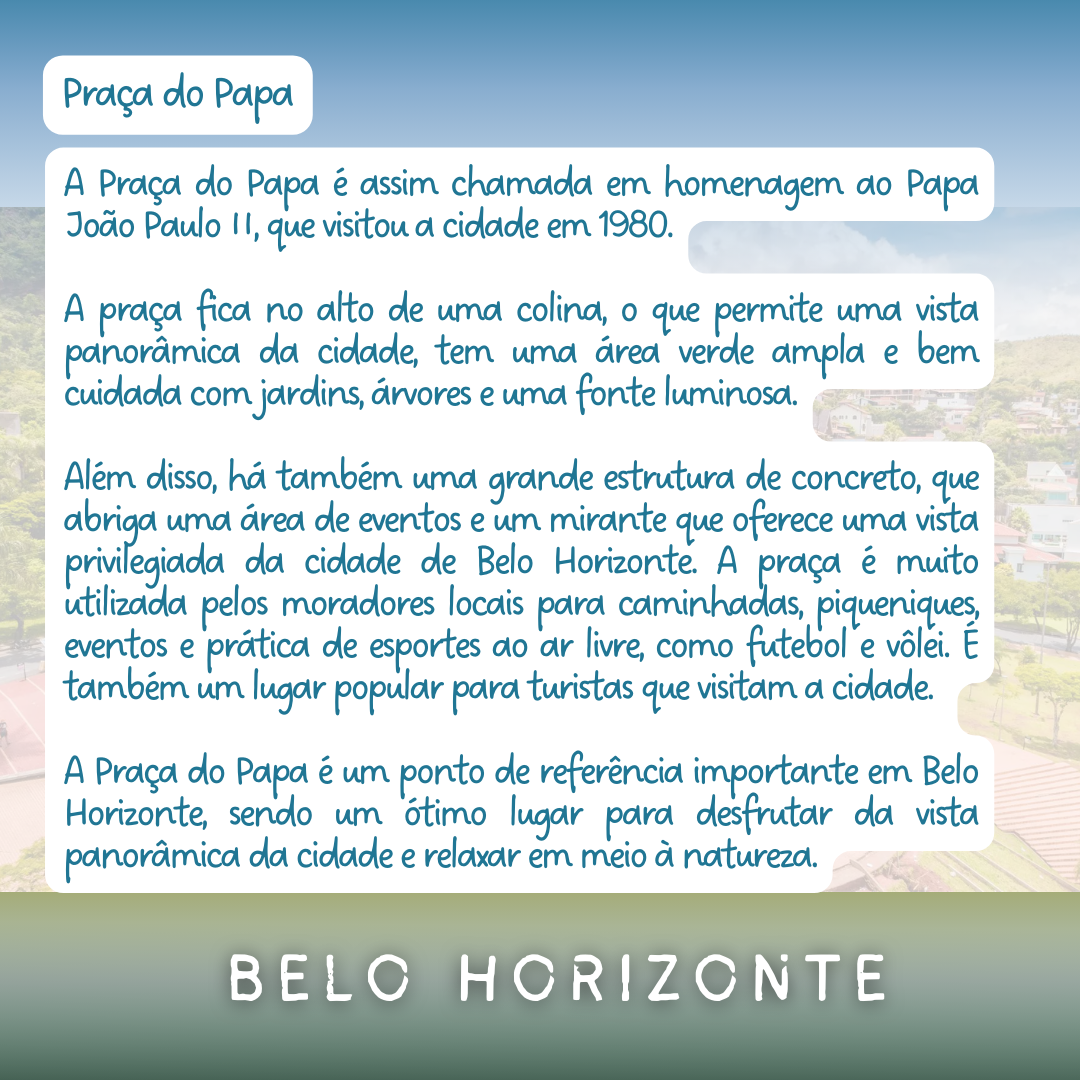 Praça do Papa
A Praça do Papa é assim chamada em homenagem ao Papa
João Paulo II, que visitou a cidade em 1980.
A praça fica no alto de uma colina, o que permite uma vista
panorâmica da cidade, tem uma área verde ampla e bem
cuidada com jardins, árvores e uma fonte luminosa.
Além disso, há também uma grande estrutura de concreto, que
abriga uma área de eventos e um mirante que oferece uma vista
privilegiada da cidade de Belo Horizonte. A praça é muito
utilizada pelos moradores locais para caminhadas, piqueniques,
eventos e prática de esportes ao ar livre, como futebol e vôlei. É
também um lugar popular para turistas que visitam a cidade.
A Praça do Papa é um ponto de referência importante em Belo
Horizonte, sendo um ótimo lugar para desfrutar da vista
panorâmica da cidade e relaxar em meio à natureza.
BELO HORIZONTE